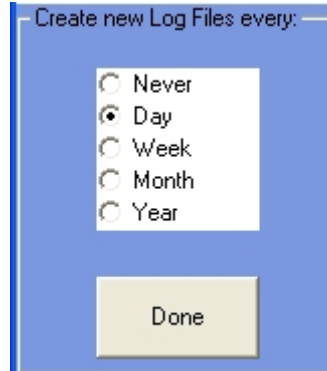 Create new Log Files every:
Never
Day
Week
Month
Year
Done